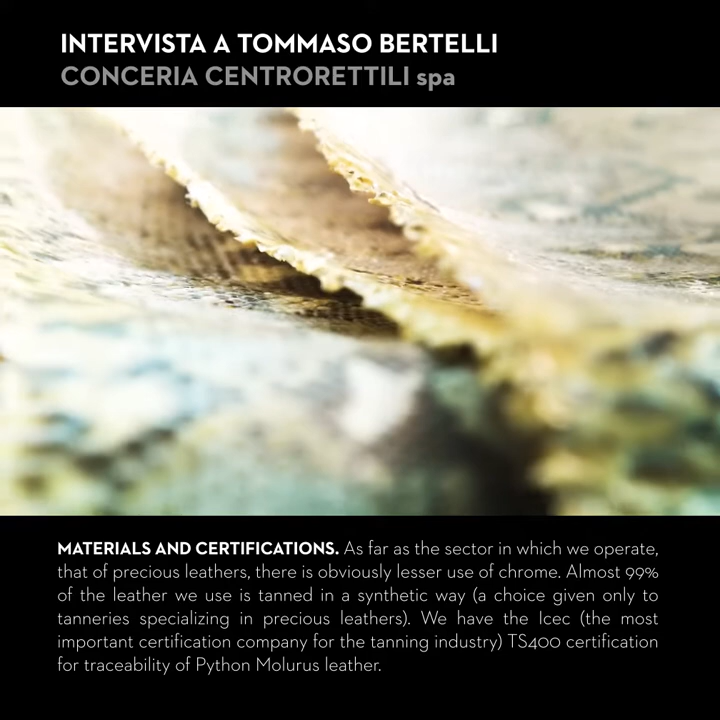 INTERVISTA A TOMMASO BERTELLI
CONCERIA CENTRORETTILI spa
MATERIALS AND CERTIFICATIONS. As far as the sector in which we operate,
that of precious leathers, there is obviously lesser use of chrome. Almost 99%
of the leather we use is tanned in a synthetic way (a choice given only to
tanneries specializing in precious leathers). We have the Icec (the most
important certification company for the tanning industry) TS400 certification
for traceability of Python Molurus leather.